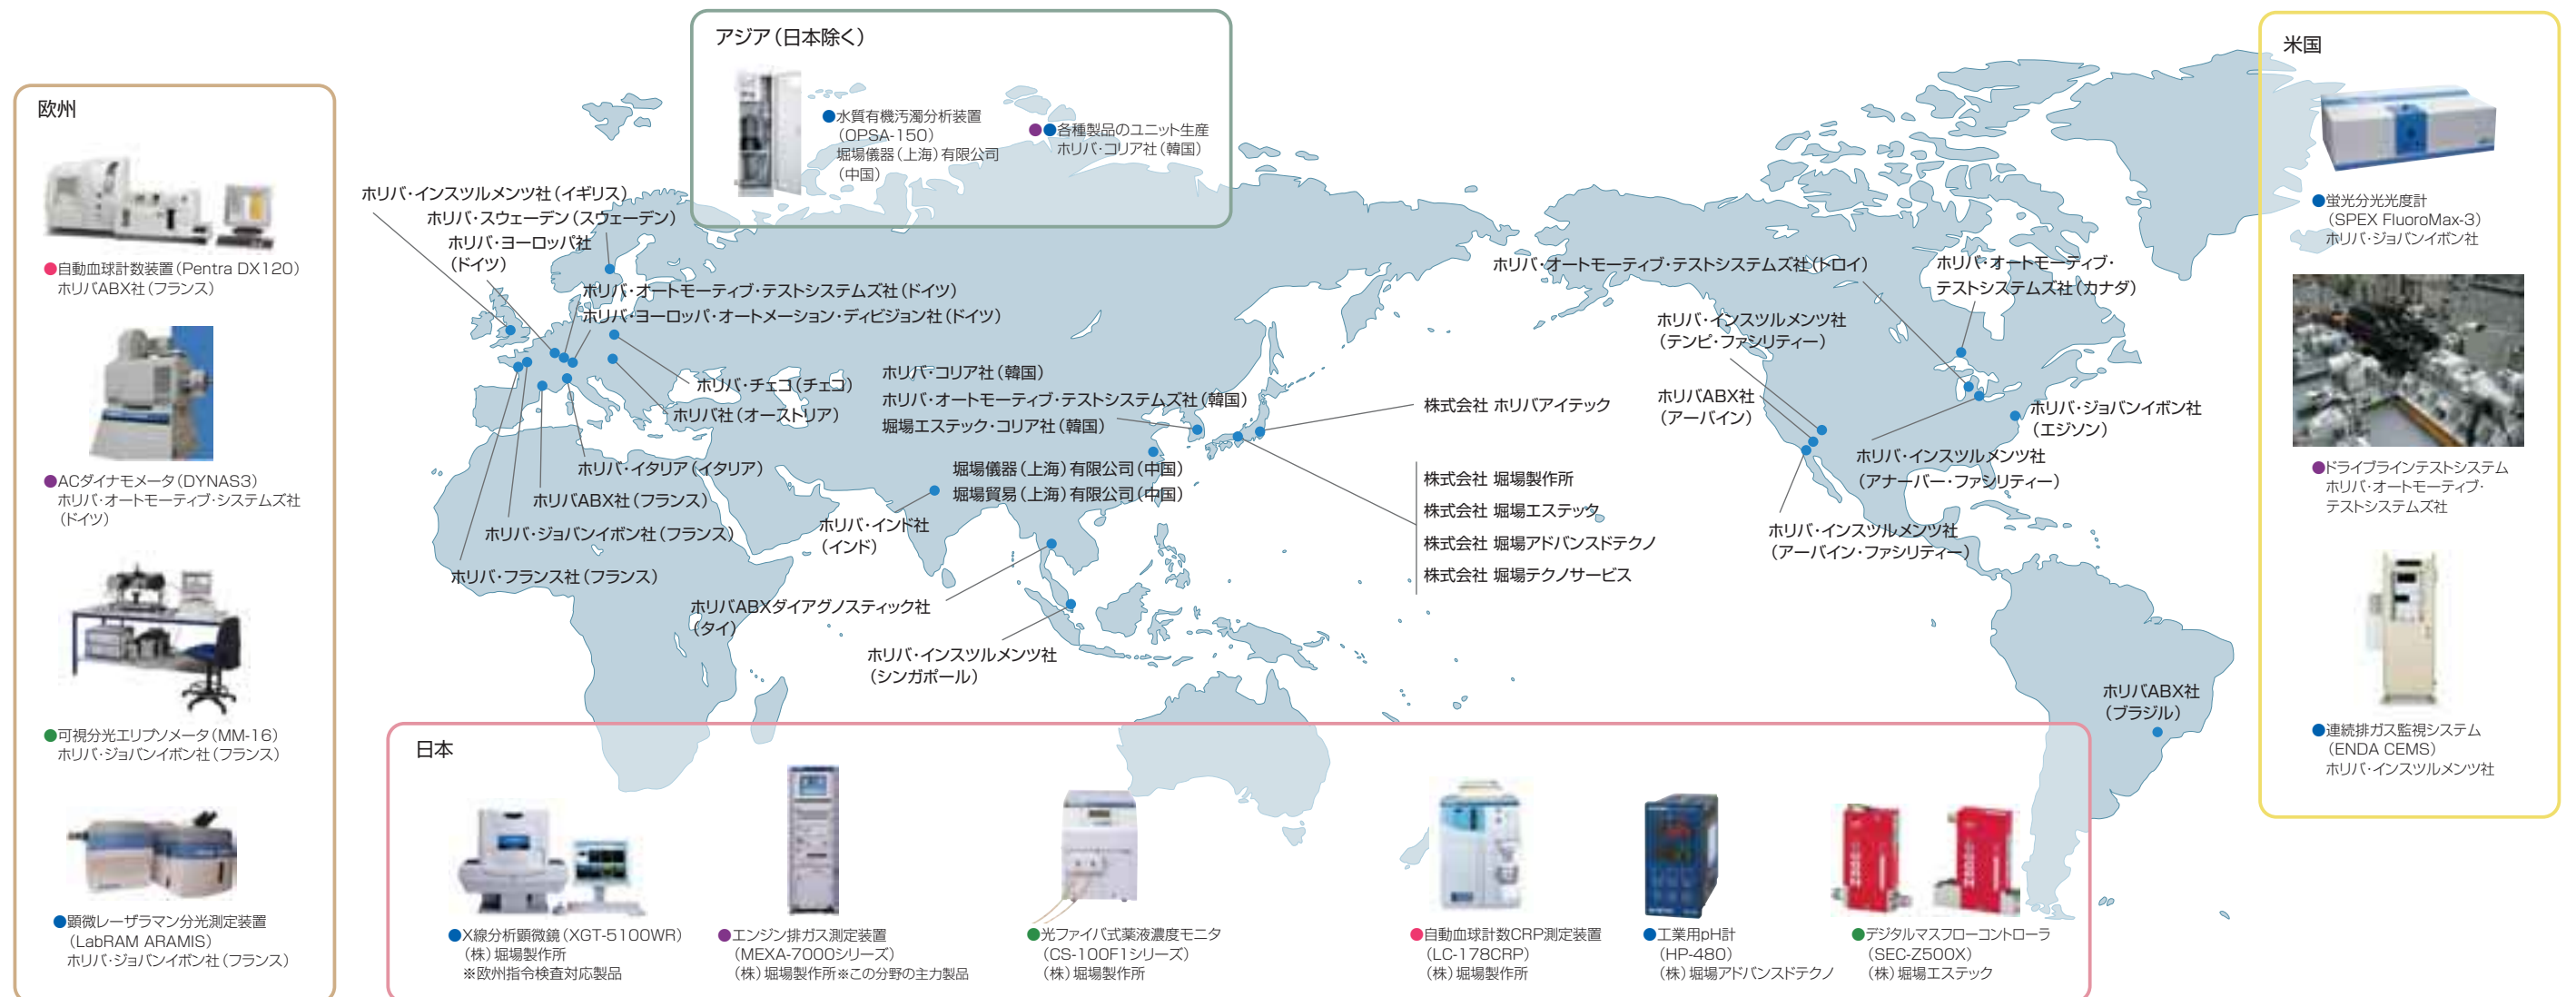 欧州
●自動血球計数装置(Pentra DX120)
ホリバABX社(フランス)
●ACダイナモメータ(DYNAS3)
ホリバ・オートモーティブ・システムズ社
(ドイツ)
●可視分光エリプソメータ(MM-16)
ホリバ・ジョバンイボン社(フランス)
●顕微レーザラマン分光測定装置
(LabRAM ARAMIS)
ホリバ・ジョバンイボン社(フランス)
アジア(日本除く)
●水質有機汚濁分析装置
(OPSA-150)
堀場儀器(上海)有限公司
(中国)
●●各種製品のユニット生産
ホリバ・コリア社(韓国)
ホリバ・インスツルメンツ社(イギリス)
ホリバ・スウェーデン(スウェーデン)
ホリバ・ヨーロッパ社
(ドイツ)
ホリバ・オートモーティブ・テストシステムズ社(ドイツ)
ホリバ・ヨーロッパ・オートメーション・ディビジョン社(ドイツ)
ホリバ・チェコ(チェコ)
ホリバ社(オーストリア)
ホリバ・イタリア(イタリア)
ホリバABX社(フランス)
ホリバ・ジョバンイボン社(フランス)
ホリバ・フランス社(フランス)
ホリバ・コリア社(韓国)
ホリバ・オートモーティブ・テストシステムズ社(韓国)
堀場エステック・コリア社(韓国)
堀場儀器(上海)有限公司(中国)
堀場貿易(上海)有限公司(中国)
ホリバ・インド社
(インド)
ホリバABXダイアグノスティック社
(タイ)
ホリバ・インスツルメンツ社
(シンガポール)
株式会社 ホリバアイテック
株式会社 堀場製作所
株式会社 堀場エステック
株式会社 堀場アドバンスドテクノ
株式会社 堀場テクノサービス
ホリバ・オートモーティブ・テストシステムズ社(トロイ)
ホリバ・オートモーティブ・
テストシステムズ社(カナダ)
ホリバ・インスツルメンツ社
(テンピ・ファシリティー)
ホリバABX社
(アーバイン)
ホリバ・ジョバンイボン社
(エジソン)
ホリバ・インスツルメンツ社
(アナーバー・ファシリティー)
ホリバ・インスツルメンツ社
(アーバイン・ファシリティー)
ホリバABX社
(ブラジル)
米国
●蛍光分光光度計
(SPEX FluoroMax-3)
ホリバ・ジョバンイボン社
●ドライブラインテストシステム
ホリバ・オートモーティブ・
テストシステムズ社
●連続排ガス監視システム
(ENDA CEMS)
ホリバ・インスツルメンツ社
日本
●X線分析顕微鏡(XGT-5100WR)
(株)堀場製作所
※欧州指令検査対応製品
●エンジン排ガス測定装置
(MEXA-7000シリーズ)
(株)堀場製作所※この分野の主力製品
●光ファイバ式薬液濃度モニタ
(CS-100F1シリーズ)
(株)堀場製作所
●自動血球計数CRP測定装置
(LC-178CRP)
(株)堀場製作所
●工業用pH計
(HP-480)
(株)堀場アドバンスドテクノ
●デジタルマスフローコントローラ
(SEC-Z500X)
(株)堀場エステック